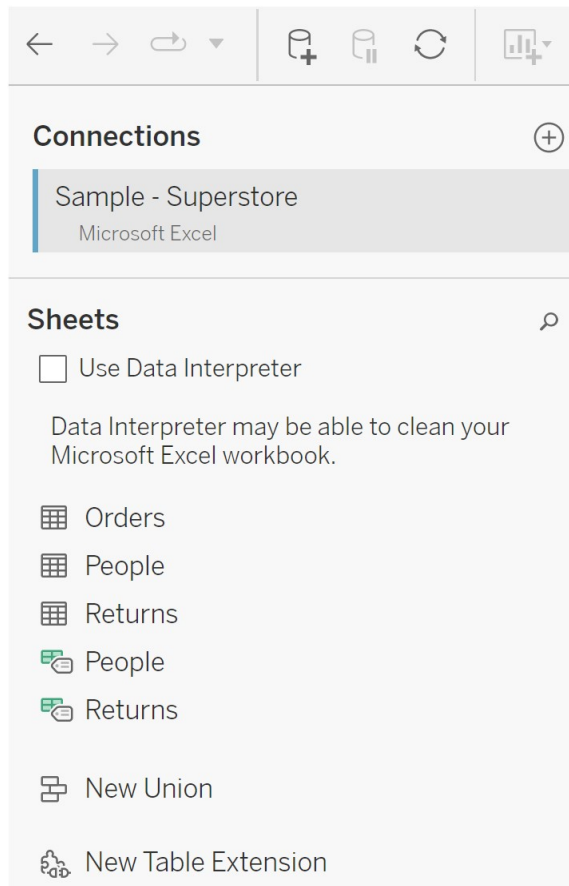 Connections
Sample - Superstore
Microsoft Excel
Sheets
Use Data Interpreter
Data Interpreter may be able to clean your
Microsoft Excel workbook.
Orders
People
Returns
People
Returns
New Union
New Table Extension